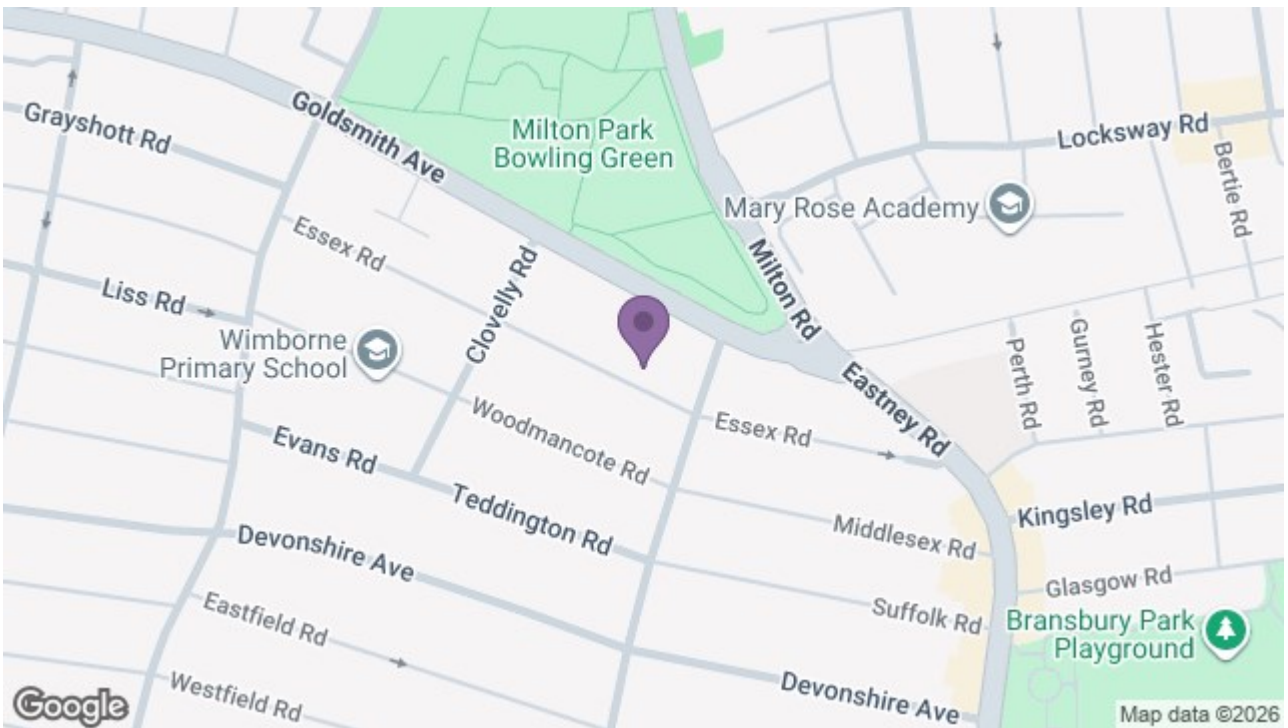 Grayshott Rd
Goldsmith Ave
Milton Park
Bowling Green
Locksway Rd
Bertie Rd
Mary Rose Academy
Essex Rd
Clovelly Rd
Milton Rd
Liss Rd
Wimborne
Primary School
Perth Rd
Gurney Rd
Hester Rd
Eastney Rd
Essex Rd
Woodmancote Rd
Evans Rd
Teddington Rd
Kingsley Rd
Middlesex Rd
Devonshire Ave
Glasgow Rd
Suffolk Rd
Eastfield Rd
Bransbury Park
Playground
Westfield Rd
Devonshire Ave
Google
Map data ©2026